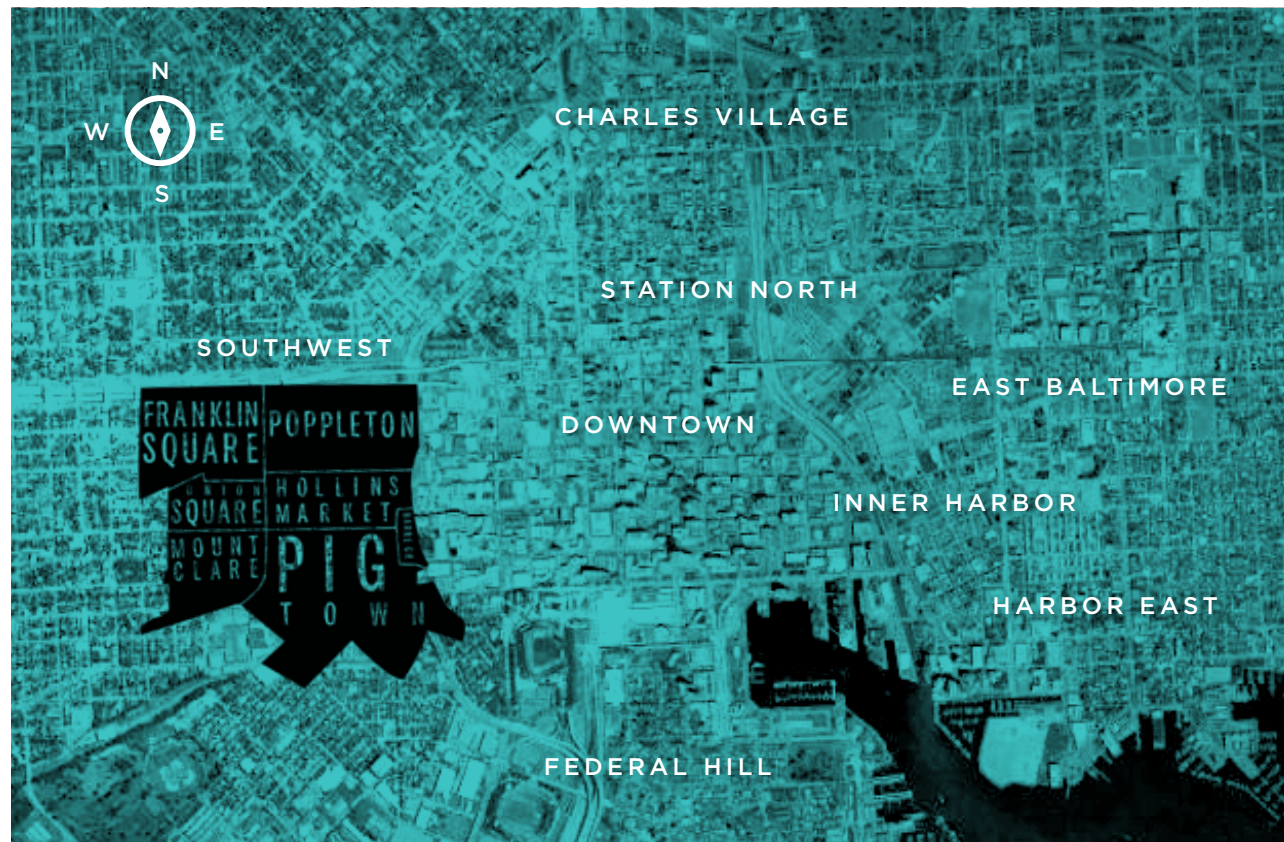 N
W E
S
CHARLES VILLAGE
STATION NORTH
SOUTHWEST
EAST BALTIMORE
DOWNTOWN
INNER HARBOR
HARBOR EAST
FEDERAL HILL
FRANKLIN
SQUARE
POPPLETON
UNION
SQUARE
HOLLINS
MARKET
MOUNT
CLARE
PIG
TOWN